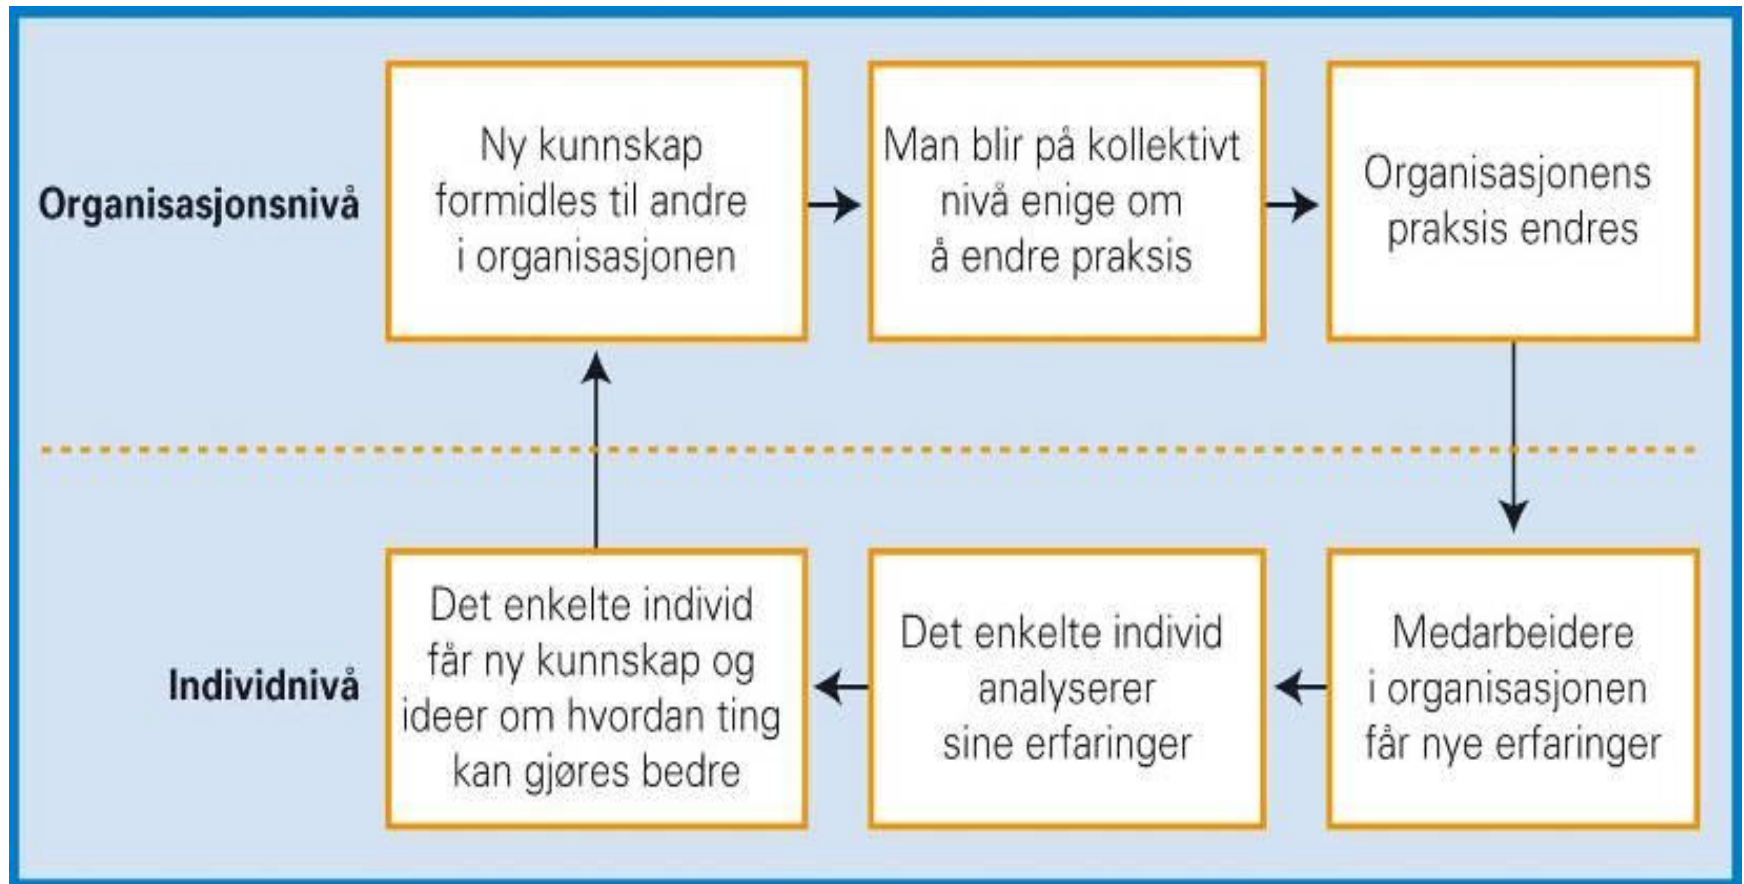 Organisasjonsnivå
Ny kunnskap
formidles til andre
i organisasjonen
Man blir på kollektivt
nivå enige om
å endre praksis
Organisasjonens
praksis endres
Individnivå
Det enkelte individ
får ny kunnskap og
ideer om hvordan ting
kan gjøres bedre
Det enkelte individ
analyserer
sine erfaringer
Medarbeidere
i organisasjonen
får nye erfaringer